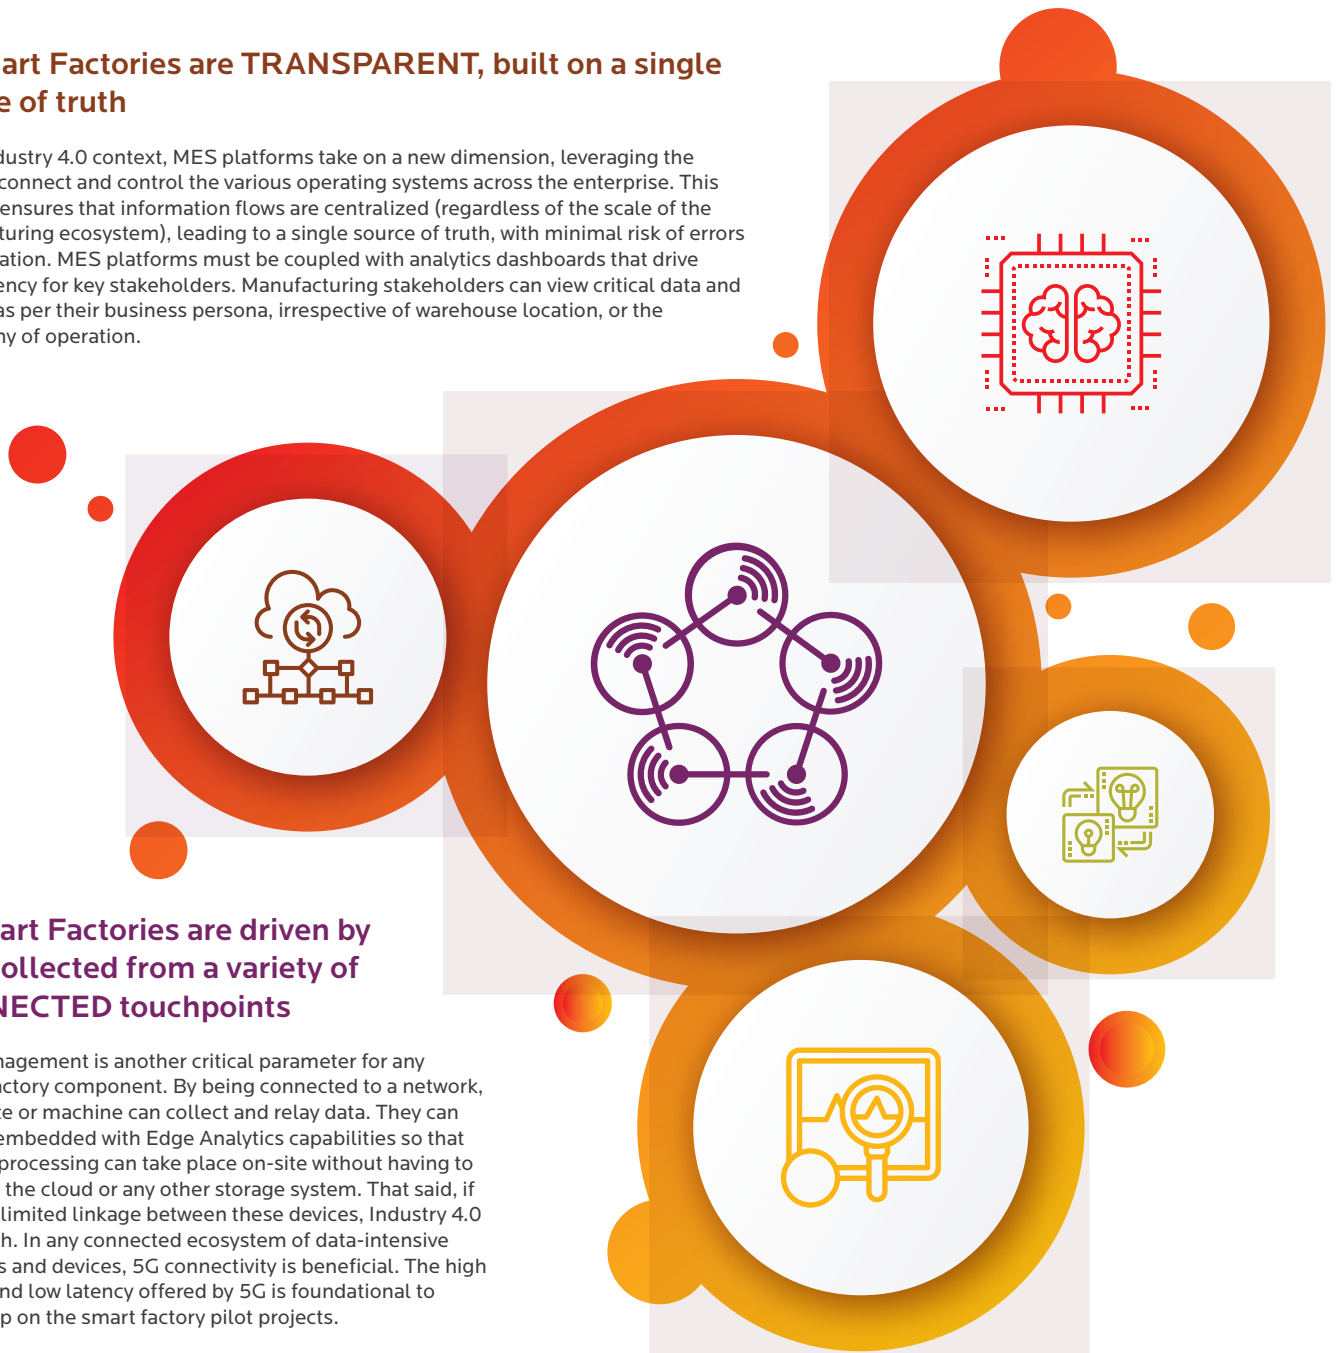 art Factories are TRANSPARENT, built on a single
e of truth
dustry 4.0 context, MES platforms take on a new dimension, leveraging the
connect and control the various operating systems across the enterprise. This
ensures that information flows are centralized (regardless of the scale of the
turing ecosystem), leading to a single source of truth, with minimal risk of errors
ation. MES platforms must be coupled with analytics dashboards that drive
ency for key stakeholders. Manufacturing stakeholders can view critical data and
as per their business persona, irrespective of warehouse location, or the
ny of operation.
art Factories are driven by
ollected from a variety of
NECTED touchpoints
nagement is another critical parameter for any
actory component. By being connected to a network,
te or machine can collect and relay data. They can
embedded with Edge Analytics capabilities so that
processing can take place on-site without having to
the cloud or any other storage system. That said, if
limited linkage between these devices, Industry 4.0
h. In any connected ecosystem of data-intensive
s and devices, 5G connectivity is beneficial. The high
nd low latency offered by 5G is foundational to
p on the smart factory pilot projects.